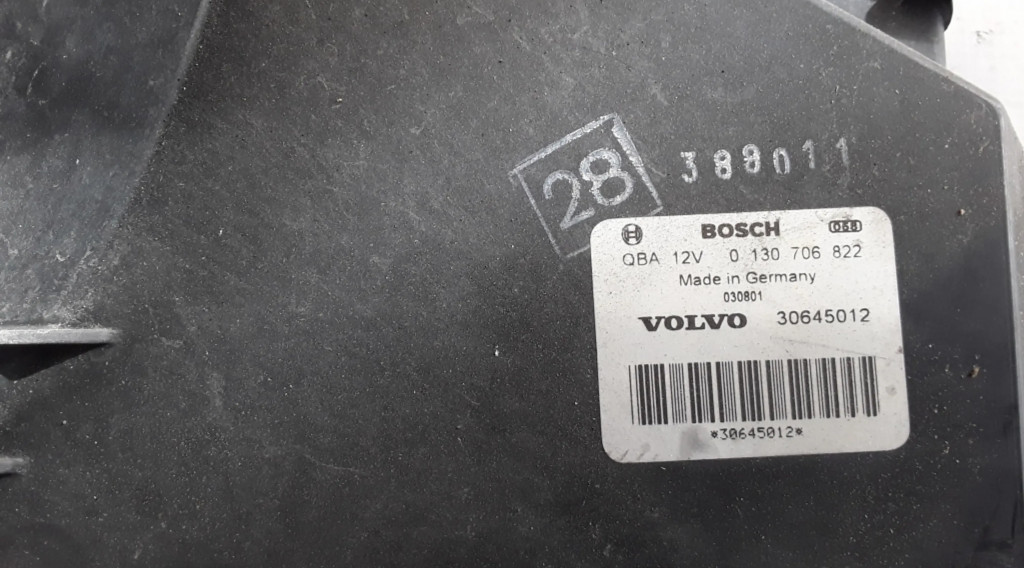 28
388011
BOSCH 058
QBA 12V 0 130 706 822
Made in Germany
030801
VOLVO 30645012
*30645012*